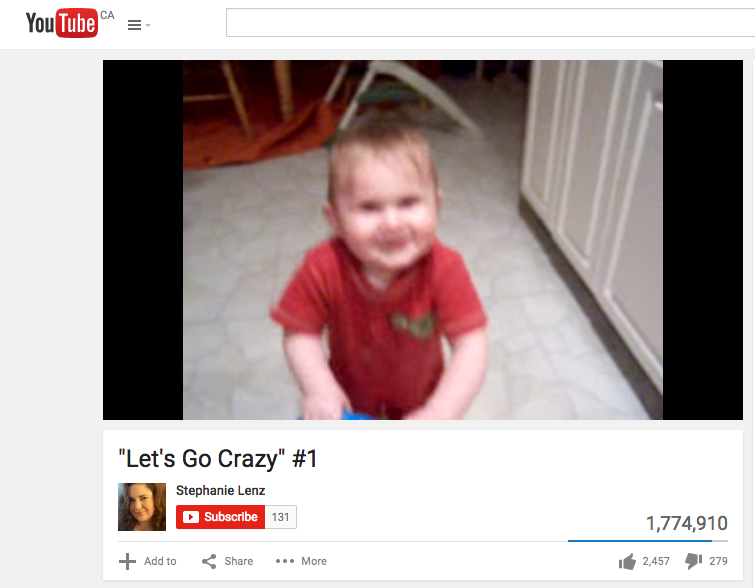 YouTube CA
"Let's Go Crazy" #1
Stephanie Lenz
Subscribe 131
1,774,910
Add to Share More 2,457 279